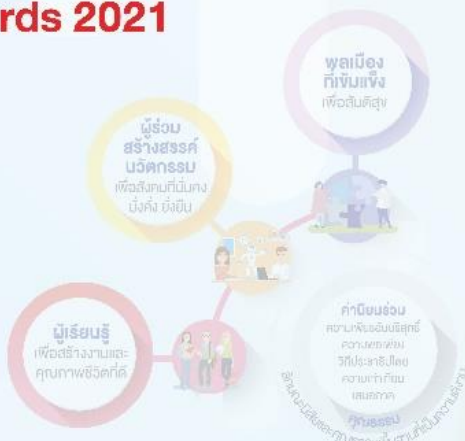 rds 2021
พลเมือง
ที่เข้มแข็ง
เพื่อสันติสุข
ผู้ร่วม
สร้างสรรค์
นวัตกรรม
เพื่อสังคมที่มั่นคง
มั่งคั่ง ยั่งยืน
ผู้เรียนรู้
เพื่อสร้างงานและ
คุณภาพชีวิตที่ดี
ค่านิยมร่วม
ความเพียรอันบริสุทธิ์
ความพอเพียง
วิถีประชาธิปไตย
ความเท่าเทียม
เสมอภาค
คุณธรรม